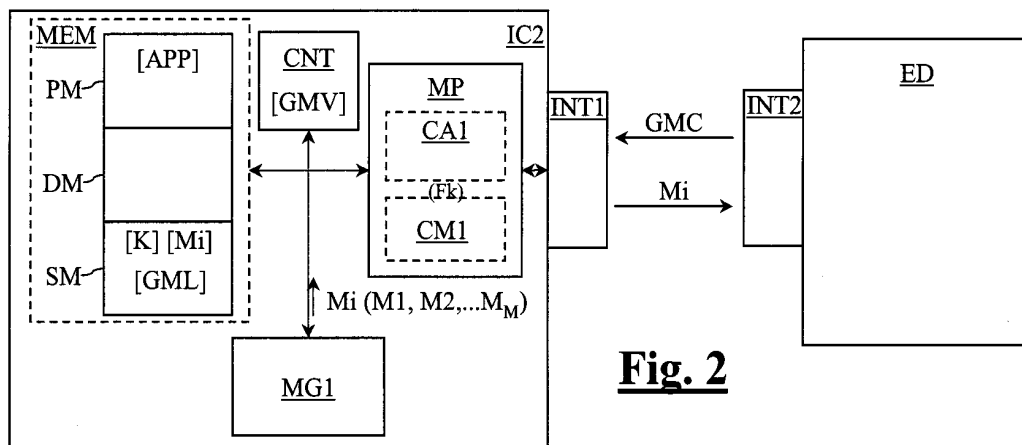 MEM
PM
[APP]
DM
SM
[K] [Mi]
[GML]
CNT
[GMV]
IC2
MP
CA1
(Fk)
CM1
Mi (M1, M2,...MM)
MG1
INT1
GMC
Mi
INT2
ED
Fig. 2